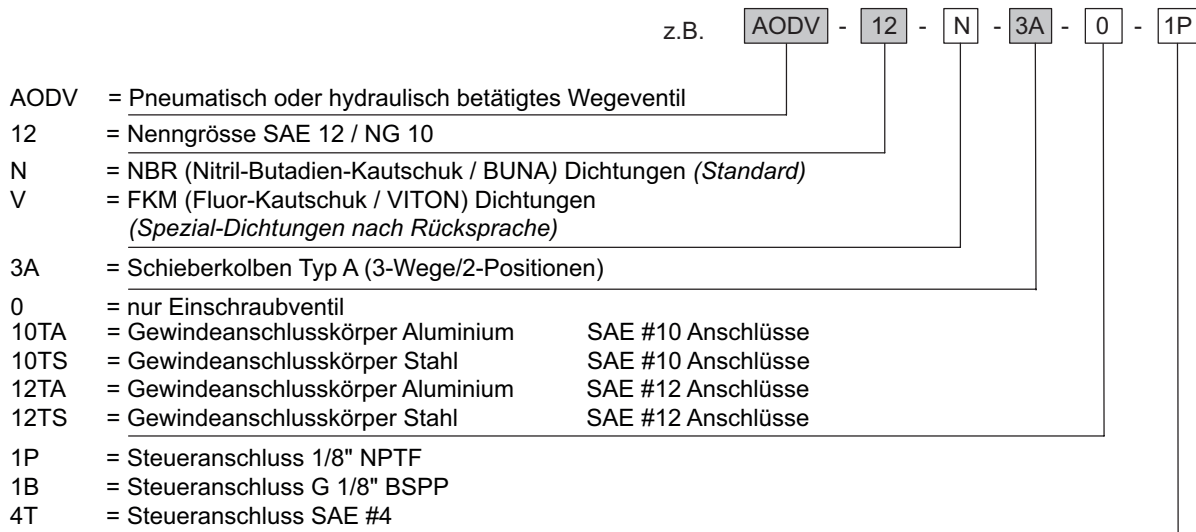 z.B. AODV - 12 - N - 3A - 0 - 1P
AODV = Pneumatisch oder hydraulisch betätigtes Wegeventil
12 = Nenngrösse SAE 12 / NG 10
N = NBR (Nitril-Butadien-Kautschuk / BUNA) Dichtungen (Standard)
V = FKM (Fluor-Kautschuk / VITON) Dichtungen
(Spezial-Dichtungen nach Rücksprache)
3A = Schieberkolben Typ A (3-Wege/2-Positionen)
0 = nur Einschraubventil
10TA = Gewindeanschlusskörper Aluminium SAE #10 Anschlüsse
10TS = Gewindeanschlusskörper Stahl SAE #10 Anschlüsse
12TA = Gewindeanschlusskörper Aluminium SAE #12 Anschlüsse
12TS = Gewindeanschlusskörper Stahl SAE #12 Anschlüsse
1P = Steueranschluss 1/8" NPTF
1B = Steueranschluss G 1/8" BSPP
4T = Steueranschluss SAE #4